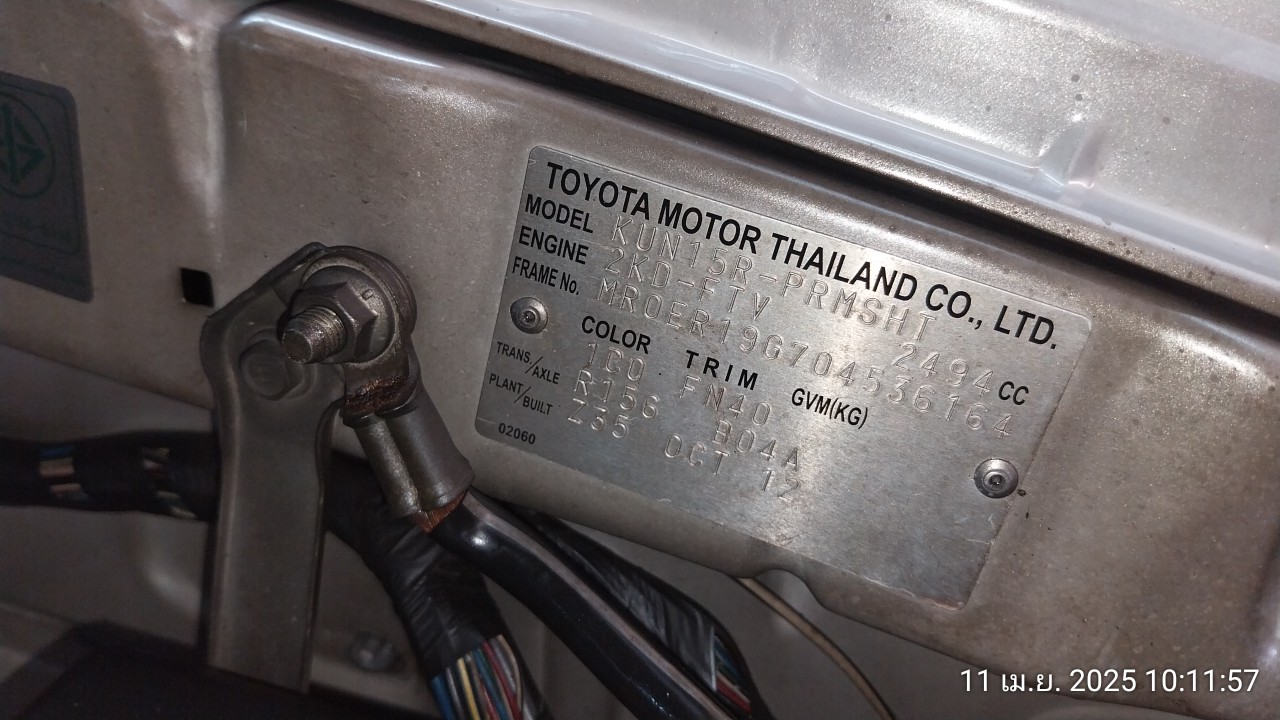 TOYOTA MOTOR THAILAND CO., LTD.
MODEL KUN15R-PRMSHT
ENGINE 2KD-FTV 2494 CC
FRAME No. MR0ER19G704536164
COLOR TRIM GVM(KG)
1C0 FN40
TRANS/AXLE R156 B04A
PLANT/BUILT Z35 OCT 12
02060
11 เม.ย. 2025 10:11:57